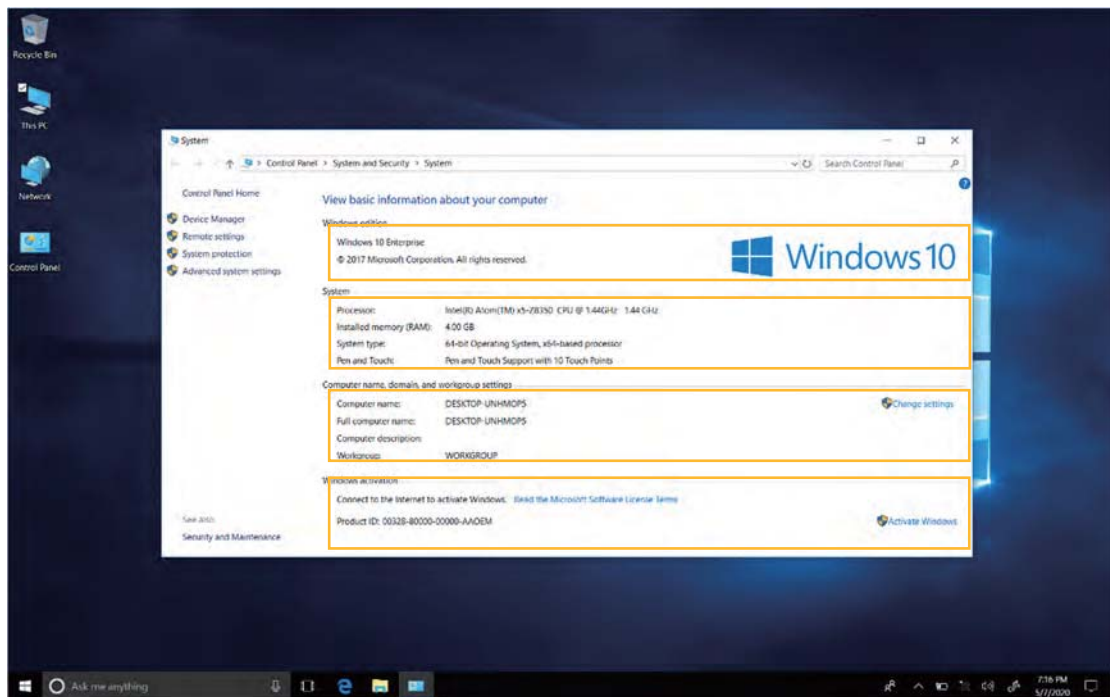 Recycle Bin
This PC
Network
Control Panel
System
Control Panel > System and Security > System
Search Control Panel
Control Panel Home
Device Manager
Remote settings
System protection
Advanced system settings
See also
Security and Maintenance
View basic information about your computer
Windows edition
Windows 10 Enterprise
© 2017 Microsoft Corporation. All rights reserved.
Windows 10
System
Processor: Intel(R) Atom(TM) x5-Z8350 CPU @ 1.44GHz 1.44 GHz
Installed memory (RAM): 4.00 GB
System type: 64-bit Operating System, x64-based processor
Pen and Touch: Pen and Touch Support with 10 Touch Points
Computer name, domain, and workgroup settings
Computer name: DESKTOP-UNHMOP5
Change settings
Full computer name: DESKTOP-UNHMOP5
Computer description:
Workgroup: WORKGROUP
Windows activation
Connect to the Internet to activate Windows. Read the Microsoft Software License Terms
Product ID: 00328-80000-00000-AAOEM
Activate Windows
Ask me anything
7:16 PM
5/7/2020